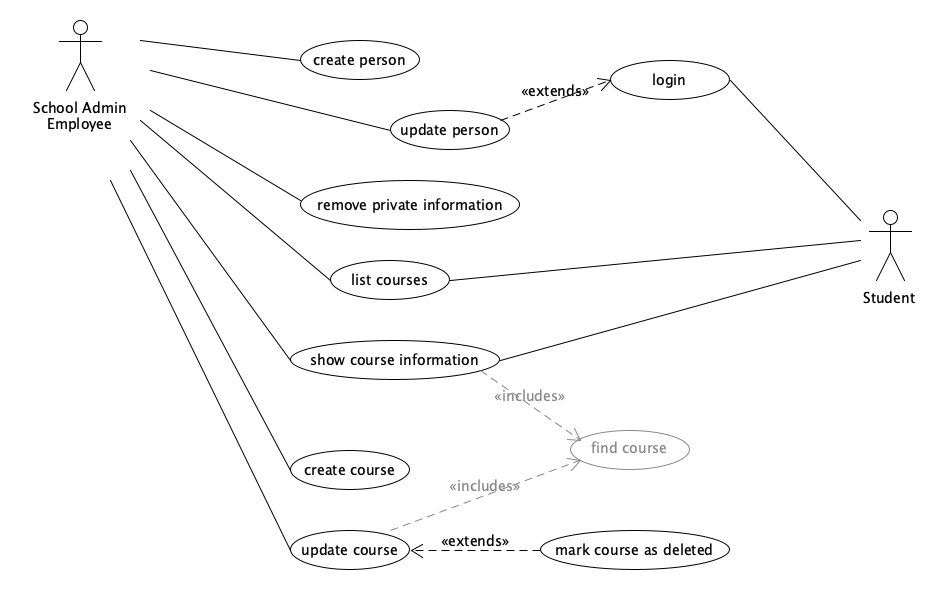 create person
login
«extends»
School Admin
Employee
update person
remove private information
list courses
Student
show course information
«includes»
find course
create course
«includes»
«extends»
update course
mark course as deleted